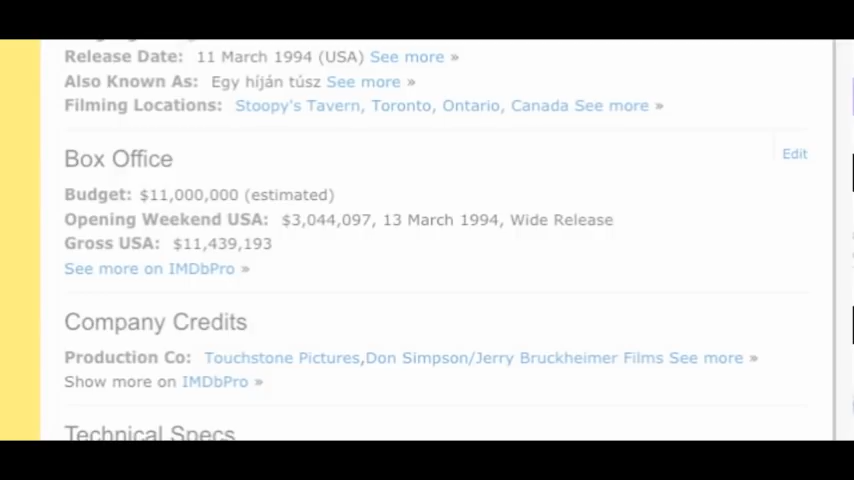 Release Date: 11 March 1994 (USA) See more »
Also Known As: Egy híján túsz See more »
Filming Locations: Stoopy's Tavern, Toronto, Ontario, Canada See more »
Box Office
Edit
Budget: $11,000,000 (estimated)
Opening Weekend USA: $3,044,097, 13 March 1994, Wide Release
Gross USA: $11,439,193
See more on IMDbPro »
Company Credits
Production Co: Touchstone Pictures,Don Simpson/Jerry Bruckheimer Films See more »
Show more on IMDbPro »
Technical Specs